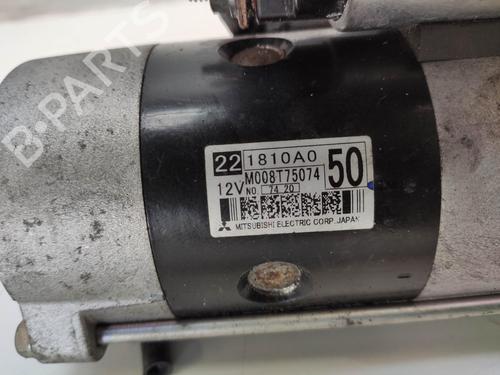 B-PARTS
22 1810A0
M008T75074 50
12V NO. 74 20
MITSUBISHI ELECTRIC CORP. JAPAN